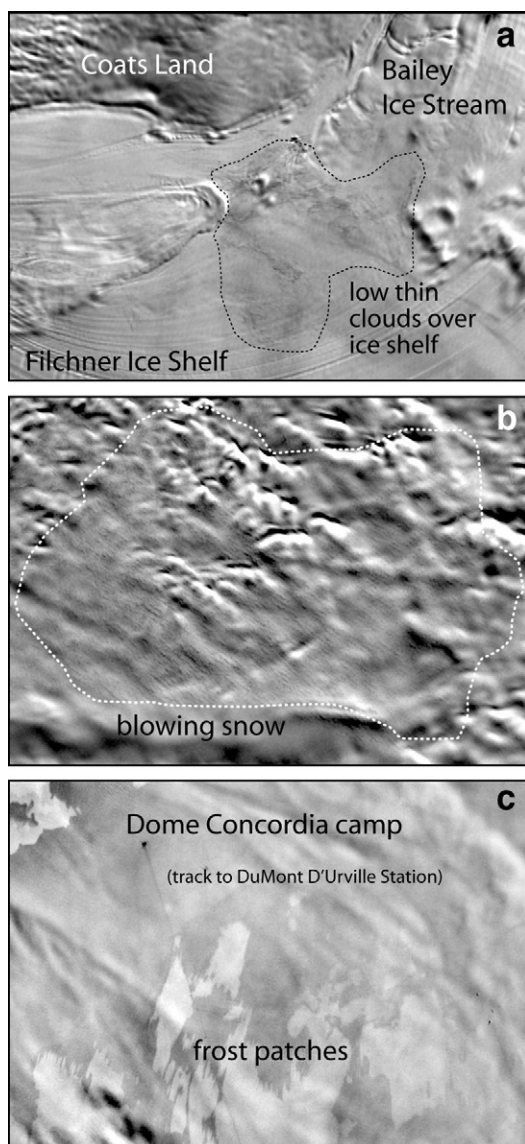 a
Coats Land
Bailey
Ice Stream
low thin
clouds over
ice shelf
Filchner Ice Shelf
b
blowing snow
c
Dome Concordia camp
(track to DuMont D'Urville Station)
frost patches